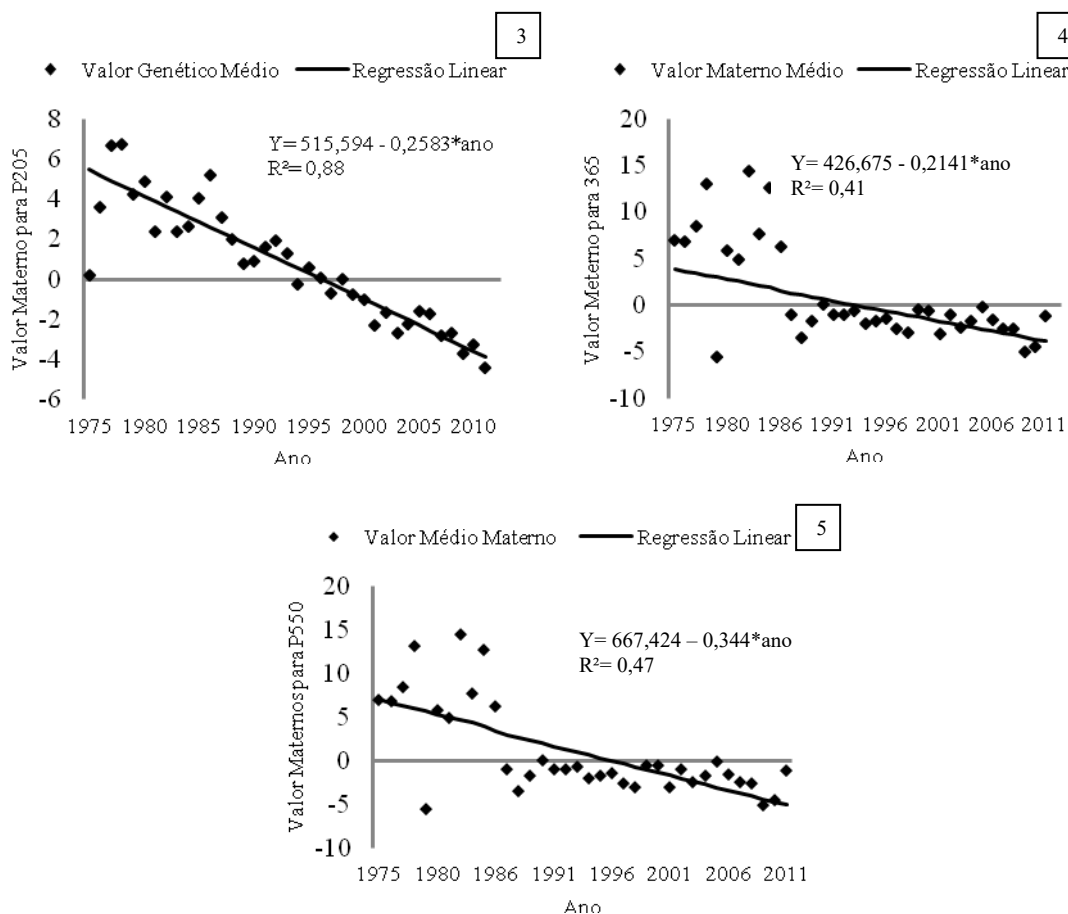 3
Valor Genético Médio Regressão Linear
Valor Materno para P205
8
6
4
2
0
-2
-4
-6
Y= 515,594 - 0,2583*ano
R²= 0,88
1975 1980 1985 1990 1995 2000 2005 2010
Ano
4
Valor Materno Médio Regressão Linear
Valor Meterno para 365
20
15
10
5
0
-5
-10
Y= 426,675 - 0,2141*ano
R²= 0,41
1975 1980 1986 1991 1996 2001 2006 2011
Ano
5
Valor Médio Materno Regressão Linear
Valor Maternos para P550
20
15
10
5
0
-5
-10
Y= 667,424 – 0,344*ano
R²= 0,47
1975 1980 1986 1991 1996 2001 2006 2011
Ano